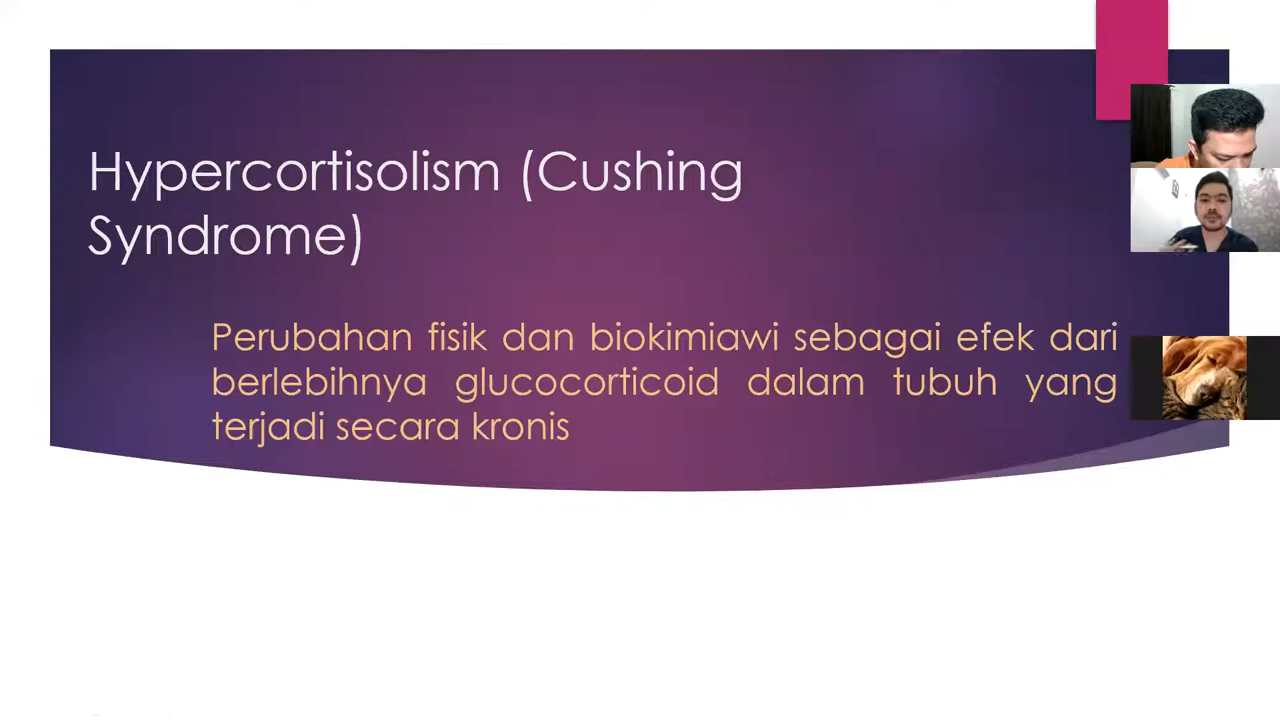 Hypercortisolism (Cushing
Syndrome)
Perubahan fisik dan biokimiawi sebagai efek dari
berlebihnya glucocorticoid dalam tubuh yang
terjadi secara kronis